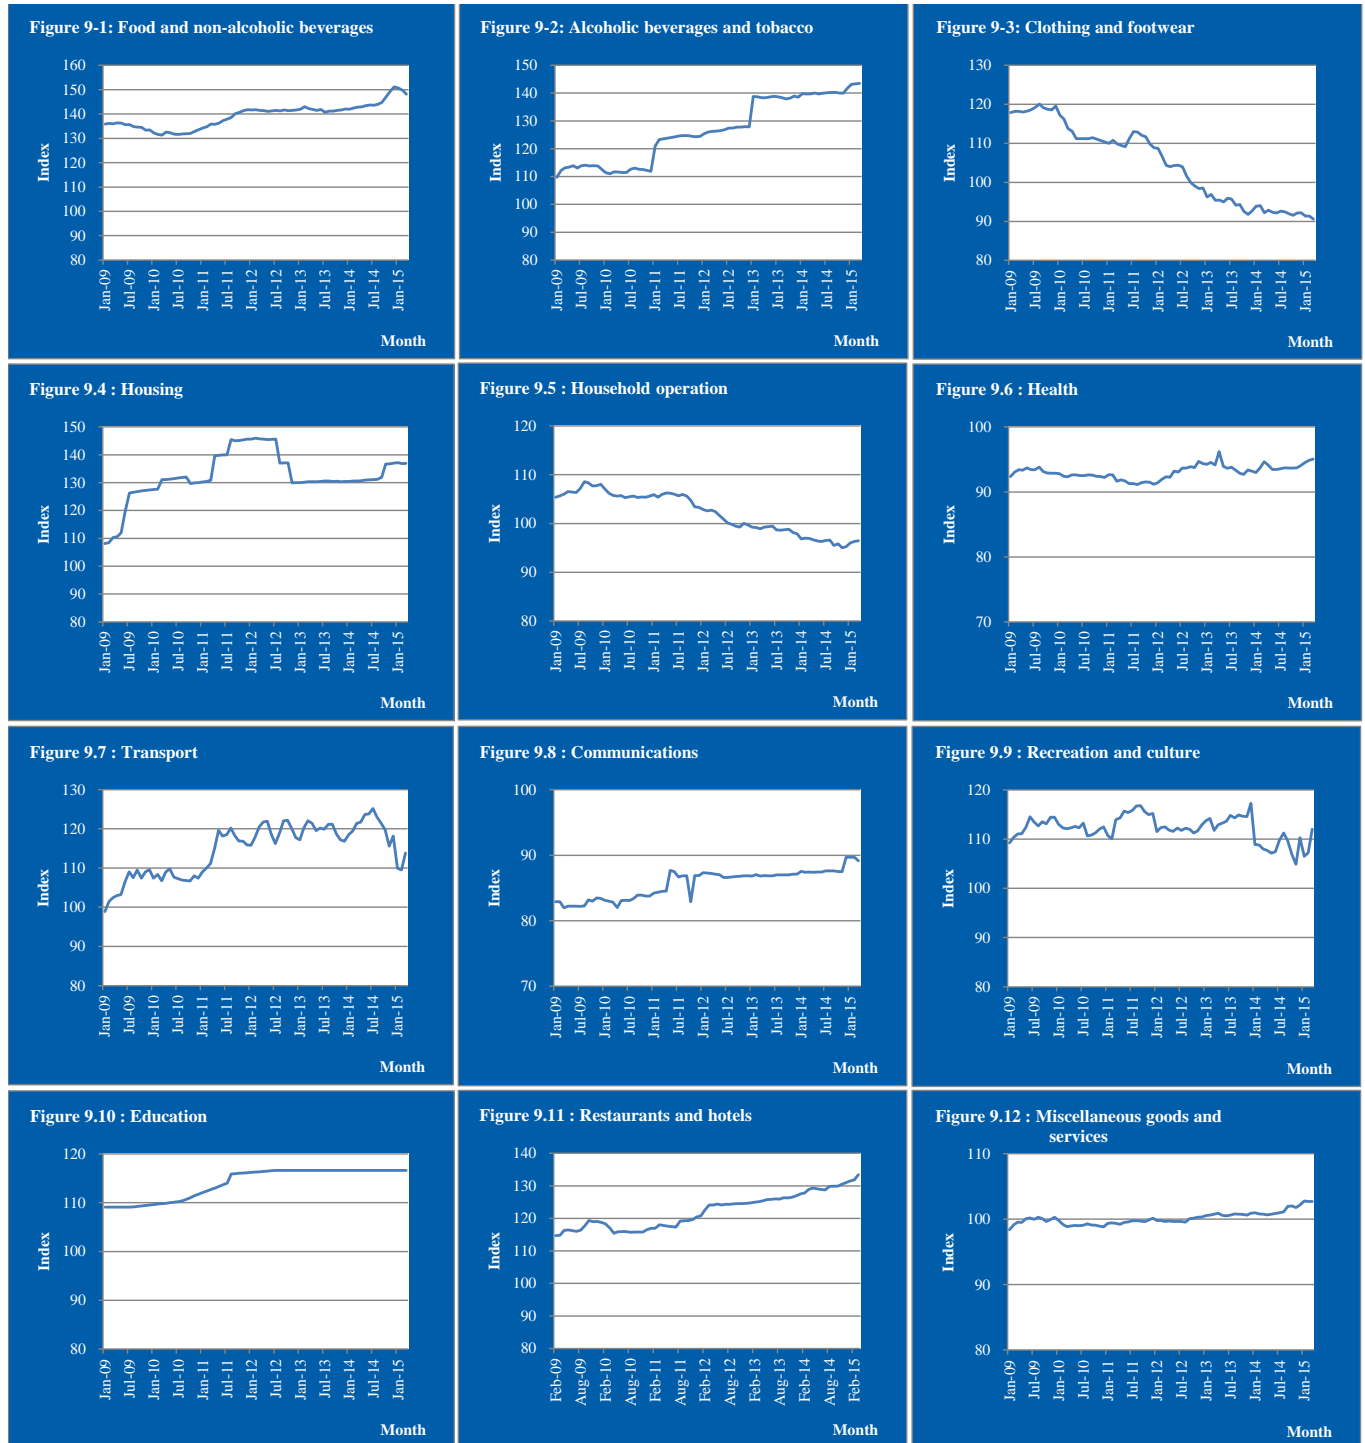 Figure 9-1: Food and non-alcoholic beverages
160
150
140
130
120
110
100
90
80
Index
Jan-09
Jul-09
Jan-10
Jul-10
Jan-11
Jul-11
Jan-12
Jul-12
Jan-13
Jul-13
Jan-14
Jul-14
Jan-15
Month
Figure 9-2: Alcoholic beverages and tobacco
150
140
130
120
110
100
90
80
Index
Jan-09
Jul-09
Jan-10
Jul-10
Jan-11
Jul-11
Jan-12
Jul-12
Jan-13
Jul-13
Jan-14
Jul-14
Jan-15
Month
Figure 9-3: Clothing and footwear
130
120
110
100
90
80
Index
Jan-09
Jul-09
Jan-10
Jul-10
Jan-11
Jul-11
Jan-12
Jul-12
Jan-13
Jul-13
Jan-14
Jul-14
Jan-15
Month
Figure 9.4 : Housing
150
140
130
120
110
100
90
80
Index
Jan-09
Jul-09
Jan-10
Jul-10
Jan-11
Jul-11
Jan-12
Jul-12
Jan-13
Jul-13
Jan-14
Jul-14
Jan-15
Month
Figure 9.5 : Household operation
120
110
100
90
80
Index
Jan-09
Jul-09
Jan-10
Jul-10
Jan-11
Jul-11
Jan-12
Jul-12
Jan-13
Jul-13
Jan-14
Jul-14
Jan-15
Month
Figure 9.6 : Health
100
90
80
70
Index
Jan-09
Jul-09
Jan-10
Jul-10
Jan-11
Jul-11
Jan-12
Jul-12
Jan-13
Jul-13
Jan-14
Jul-14
Jan-15
Month
Figure 9.7 : Transport
130
120
110
100
90
80
Index
Jan-09
Jul-09
Jan-10
Jul-10
Jan-11
Jul-11
Jan-12
Jul-12
Jan-13
Jul-13
Jan-14
Jul-14
Jan-15
Month
Figure 9.8 : Communications
100
90
80
70
Index
Jan-09
Jul-09
Jan-10
Jul-10
Jan-11
Jul-11
Jan-12
Jul-12
Jan-13
Jul-13
Jan-14
Jul-14
Jan-15
Month
Figure 9.9 : Recreation and culture
120
110
100
90
80
Index
Jan-09
Jul-09
Jan-10
Jul-10
Jan-11
Jul-11
Jan-12
Jul-12
Jan-13
Jul-13
Jan-14
Jul-14
Jan-15
Month
Figure 9.10 : Education
120
110
100
90
80
Index
Jan-09
Jul-09
Jan-10
Jul-10
Jan-11
Jul-11
Jan-12
Jul-12
Jan-13
Jul-13
Jan-14
Jul-14
Jan-15
Month
Figure 9.11 : Restaurants and hotels
140
130
120
110
100
90
80
Index
Feb-09
Aug-09
Feb-10
Aug-10
Feb-11
Aug-11
Feb-12
Aug-12
Feb-13
Aug-13
Feb-14
Aug-14
Feb-15
Month
Figure 9.12 : Miscellaneous goods and
services
110
100
90
80
Index
Jan-09
Jul-09
Jan-10
Jul-10
Jan-11
Jul-11
Jan-12
Jul-12
Jan-13
Jul-13
Jan-14
Jul-14
Jan-15
Month